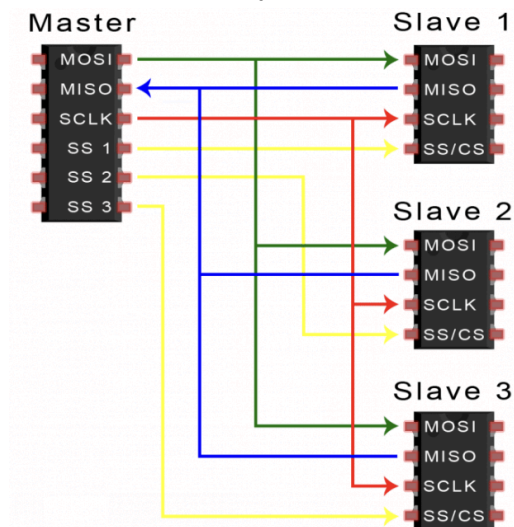 Master
MOSI
MISO
SCLK
SS 1
SS 2
SS 3
Slave 1
MOSI
MISO
SCLK
SS/CS
Slave 2
MOSI
MISO
SCLK
SS/CS
Slave 3
MOSI
MISO
SCLK
SS/CS